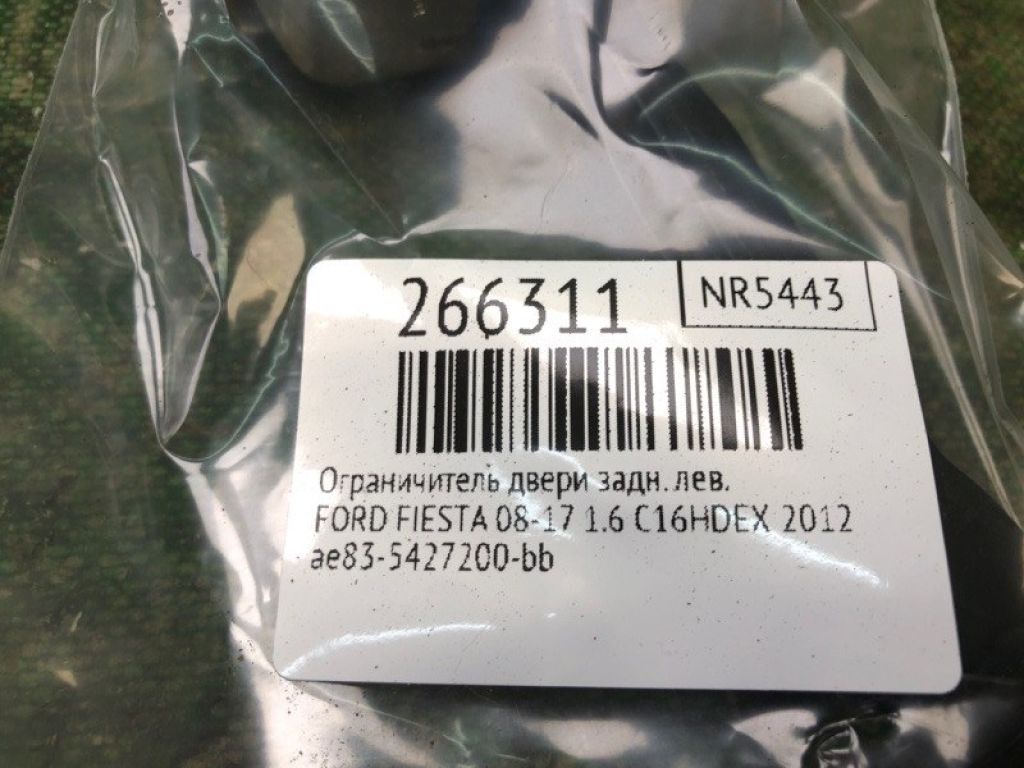 266311
NR5443
Ограничитель двери задн. лев.
FORD FIESTA 08-17 1.6 C16HDEX 2012
ae83-5427200-bb